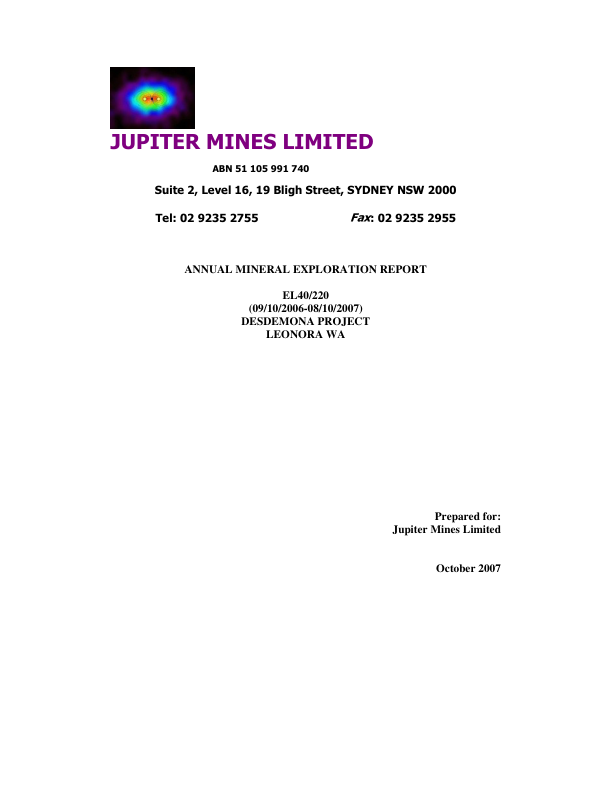 JUPITER MINES LIMITED
ABN 51 105 991 740
Suite 2, Level 16, 19 Bligh Street, SYDNEY NSW 2000
Tel: 02 9235 2755 Fax: 02 9235 2955
ANNUAL MINERAL EXPLORATION REPORT
EL40/220
(09/10/2006-08/10/2007)
DESDEMONA PROJECT
LEONORA WA
Prepared for:
Jupiter Mines Limited
October 2007